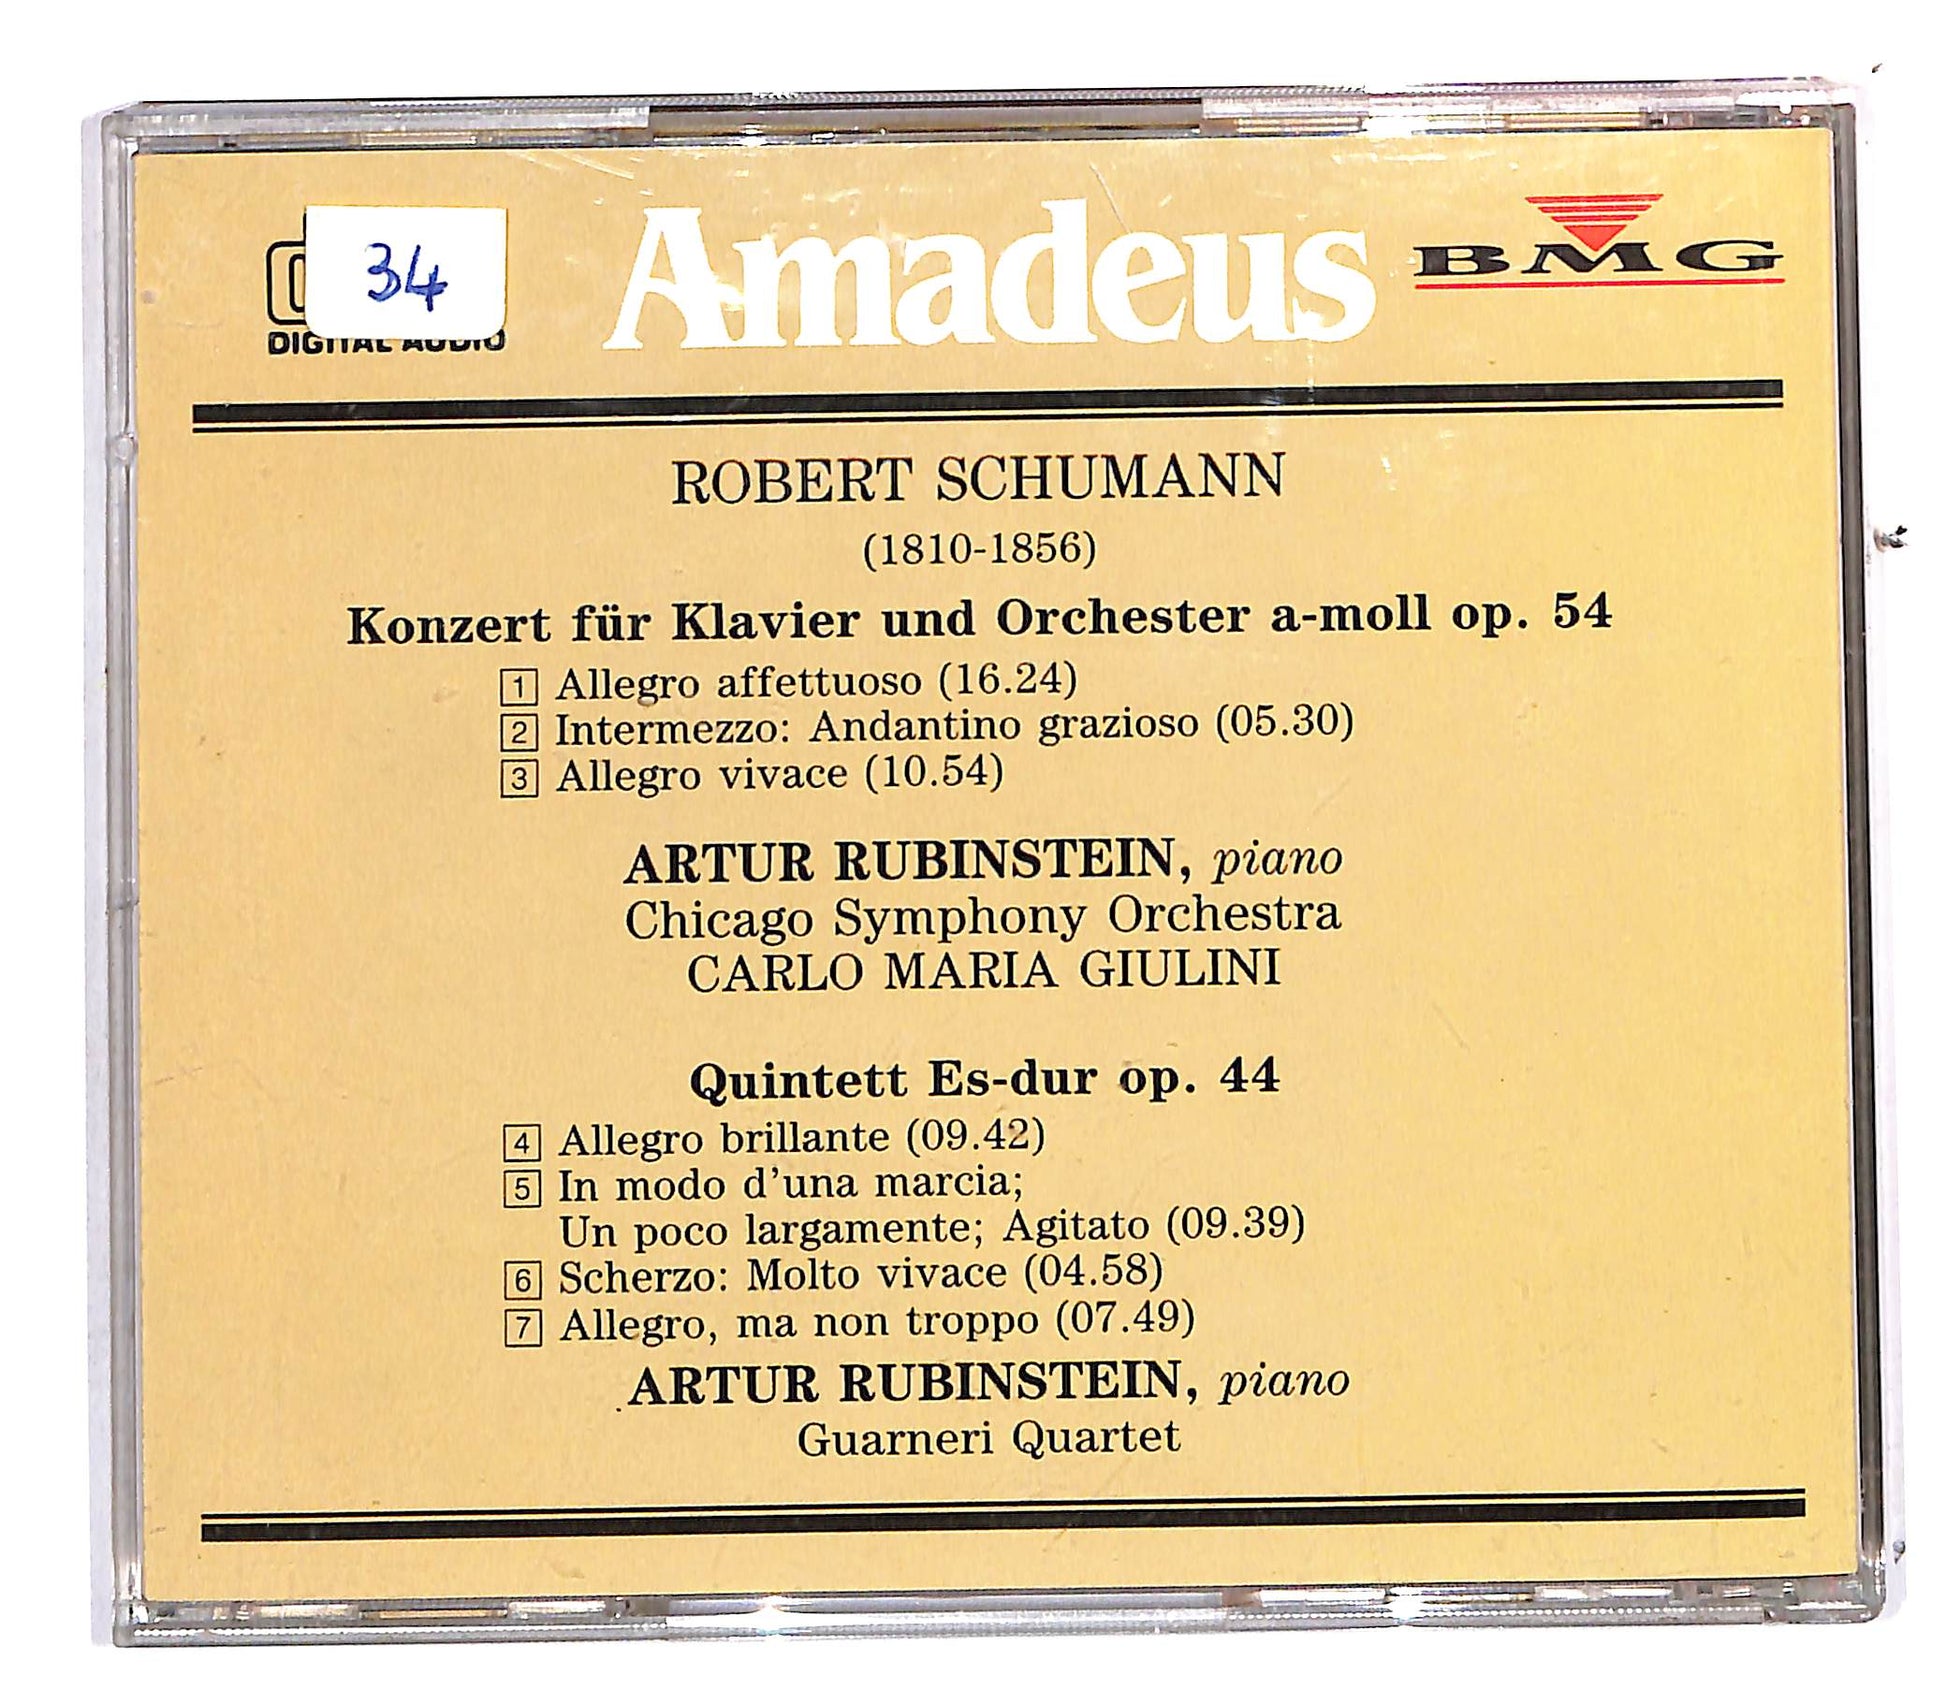 34
DIGITAL AUDIO
Amadeus
BMG
ROBERT SCHUMANN
(1810-1856)
Konzert für Klavier und Orchester a-moll op. 54
1 Allegro affettuoso (16.24)
2 Intermezzo: Andantino grazioso (05.30)
3 Allegro vivace (10.54)
ARTUR RUBINSTEIN, piano
Chicago Symphony Orchestra
CARLO MARIA GIULINI
Quintett Es-dur op. 44
4 Allegro brillante (09.42)
5 In modo d'una marcia;
Un poco largamente; Agitato (09.39)
6 Scherzo: Molto vivace (04.58)
7 Allegro, ma non troppo (07.49)
ARTUR RUBINSTEIN, piano
Guarneri Quartet